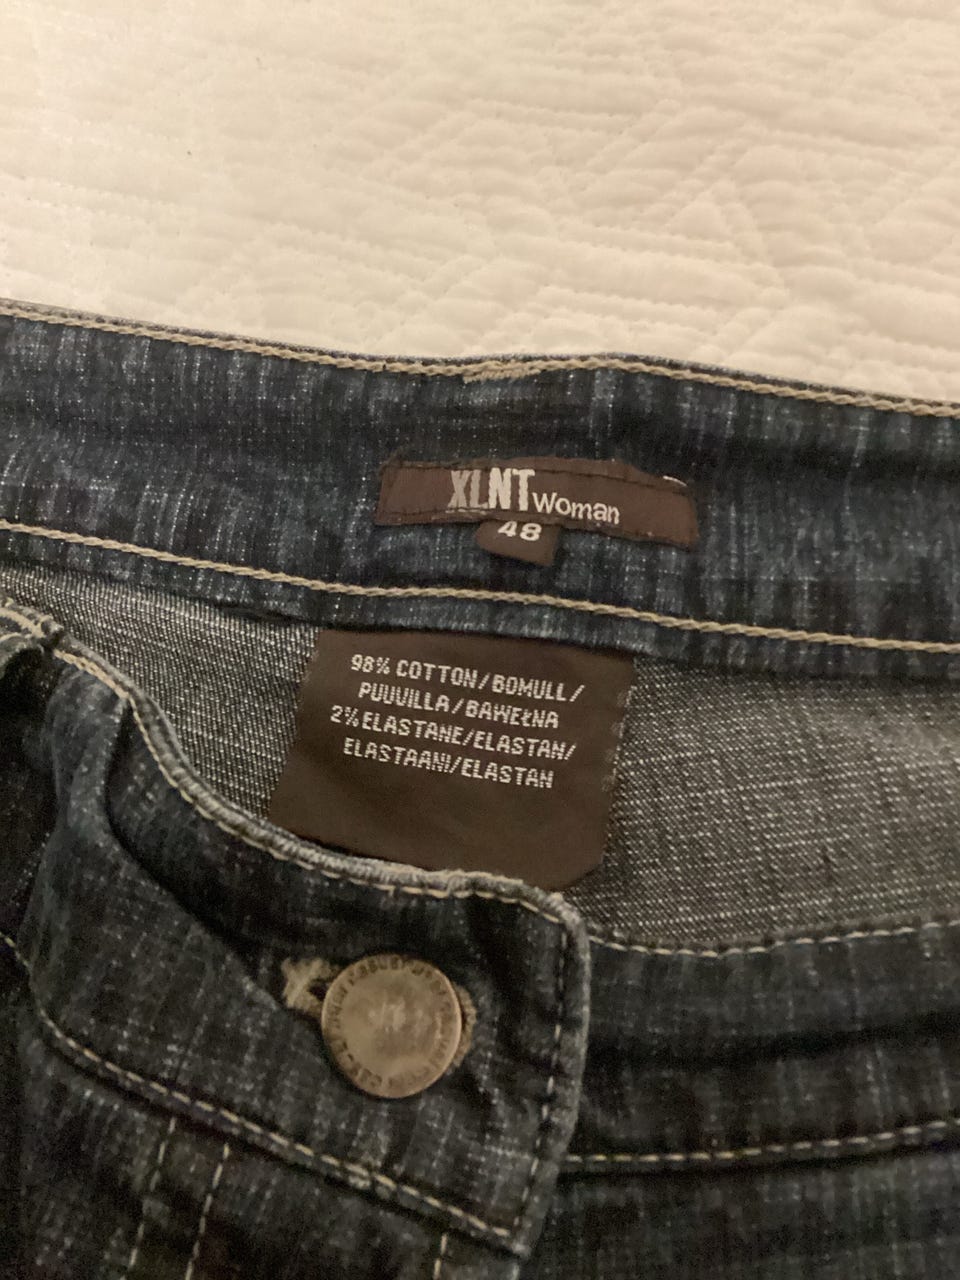 XLNT Woman
48
98% COTTON/BOMULL/
PUUVILLA/BAWEŁNA
2% ELASTANE/ELASTAN/
ELASTAANI/ELASTAN